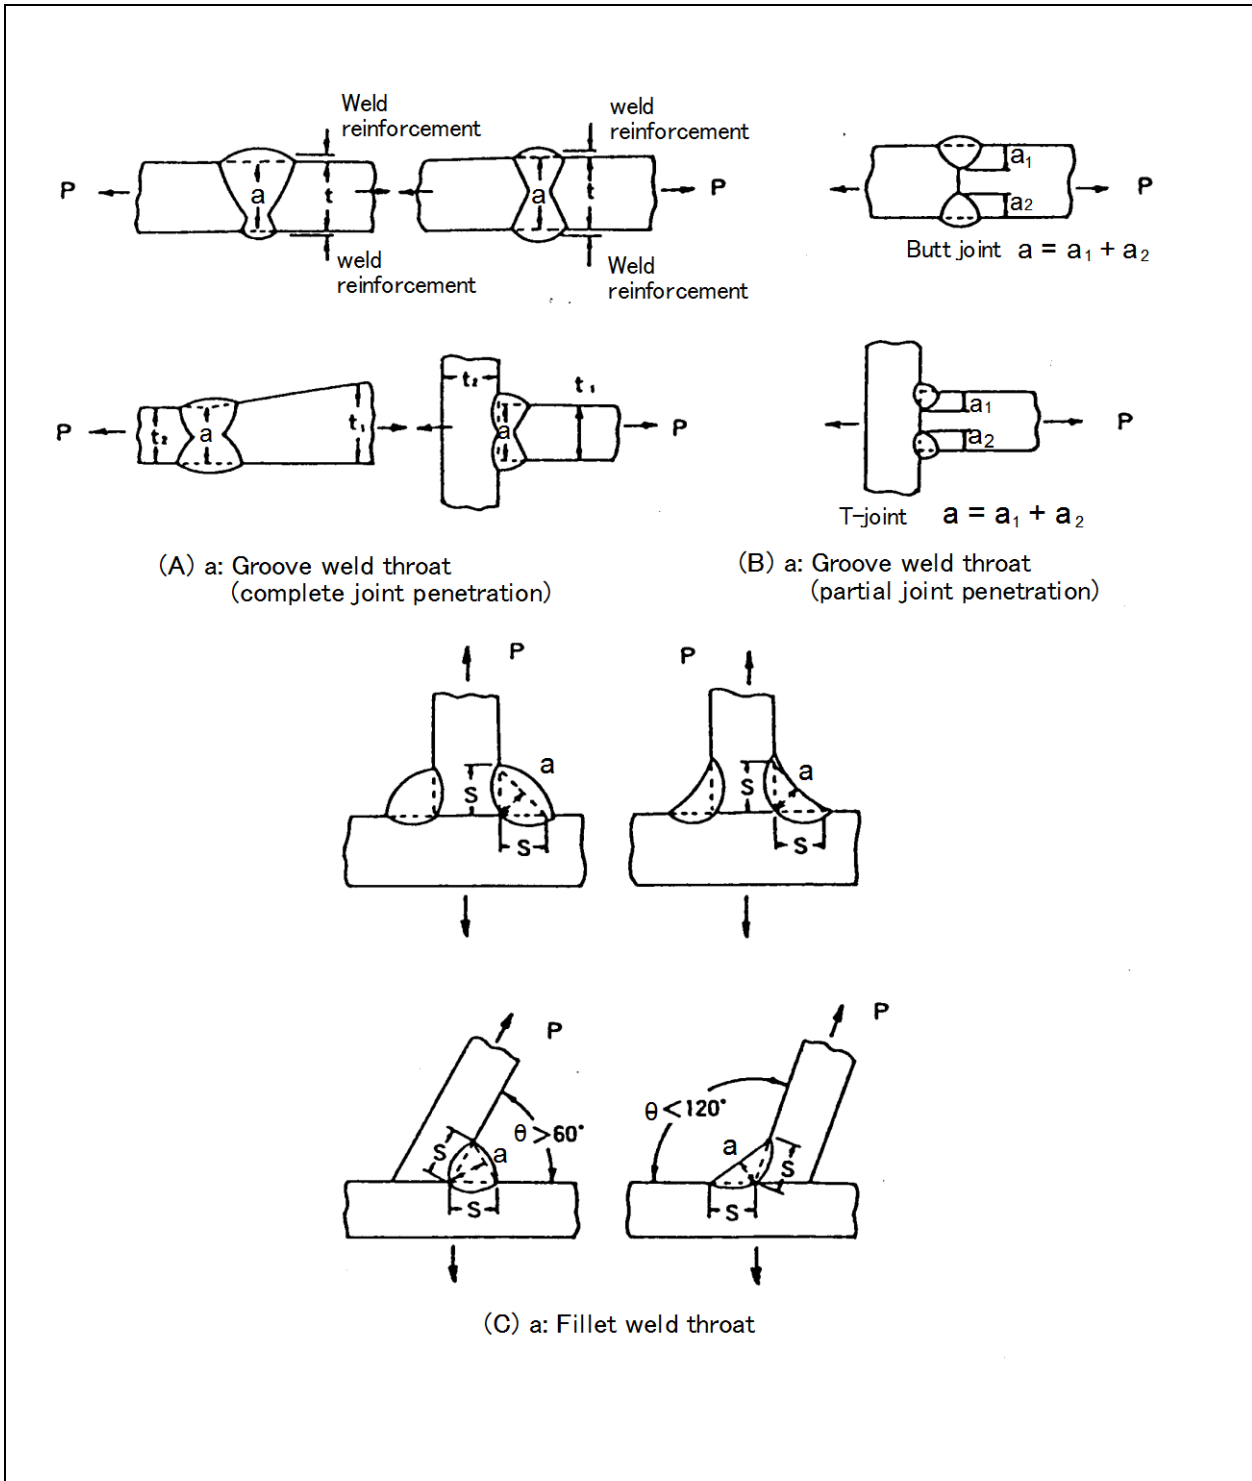 Weld
reinforcement
weld
reinforcement
P
a
t
a
t
P
a₁
a₂
P
weld
reinforcement
Weld
reinforcement
Butt joint a = a₁ + a₂
P
t₂
a
t₁
t₂
a
t₁
P
a₁
a₂
P
T-joint a = a₁ + a₂
(A) a: Groove weld throat
(complete joint penetration)
(B) a: Groove weld throat
(partial joint penetration)
P
S
a
S
P
S
a
S
P
θ>60°
S
a
S
P
θ<120°
a
S
S
(C) a: Fillet weld throat